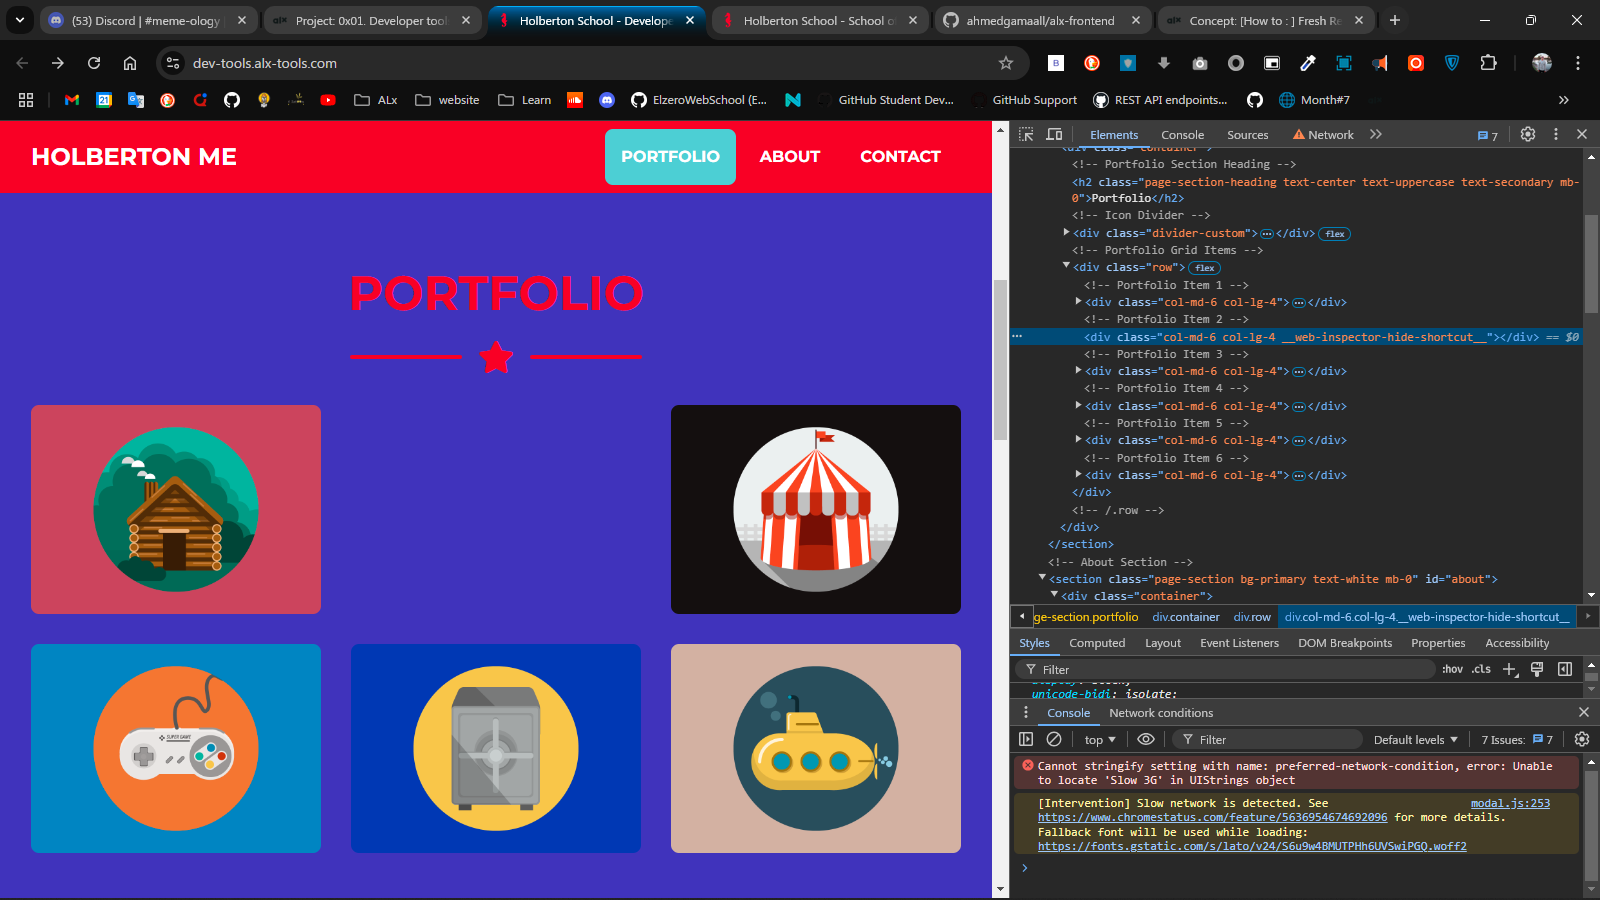 (53) Discord | #meme-ology
Project: 0x01. Developer tool
Holberton School - Develope
Holberton School - School of
ahmedgamaall/alx-frontend
Concept: [How to : ] Fresh Re
dev-tools.alx-tools.com
ALx
website
Learn
ElzeroWebSchool (E...
GitHub Student Dev...
GitHub Support
REST API endpoints...
Month#7
HOLBERTON ME
PORTFOLIO
ABOUT
CONTACT
PORTFOLIO
SUPER GAME
Elements
Console
Sources
Network
7
<div class="container">
<!-- Portfolio Section Heading -->
<h2 class="page-section-heading text-center text-uppercase text-secondary mb-
0">Portfolio</h2>
<!-- Icon Divider -->
<div class="divider-custom">…</div> flex
<!-- Portfolio Grid Items -->
<div class="row"> flex
<!-- Portfolio Item 1 -->
<div class="col-md-6 col-lg-4">…</div>
<!-- Portfolio Item 2 -->
<div class="col-md-6 col-lg-4 __web-inspector-hide-shortcut__"></div> == $0
<!-- Portfolio Item 3 -->
<div class="col-md-6 col-lg-4">…</div>
<!-- Portfolio Item 4 -->
<div class="col-md-6 col-lg-4">…</div>
<!-- Portfolio Item 5 -->
<div class="col-md-6 col-lg-4">…</div>
<!-- Portfolio Item 6 -->
<div class="col-md-6 col-lg-4">…</div>
</div>
<!-- /.row -->
</div>
</section>
<!-- About Section -->
<section class="page-section bg-primary text-white mb-0" id="about">
<div class="container">
ge-section.portfolio div.container div.row div.col-md-6.col-lg-4.__web-inspector-hide-shortcut__
Styles Computed Layout Event Listeners DOM Breakpoints Properties Accessibility
Filter :hov .cls
unicode-bidi: isolate;
Console Network conditions
top Filter Default levels 7 Issues: 7
Cannot stringify setting with name: preferred-network-condition, error: Unable
to locate 'Slow 3G' in UIStrings object
[Intervention] Slow network is detected. See modal.js:253
https://www.chromestatus.com/feature/5636954674692096 for more details.
Fallback font will be used while loading:
https://fonts.gstatic.com/s/lato/v24/S6u9w4BMUTPHh6UVSwiPGQ.woff2